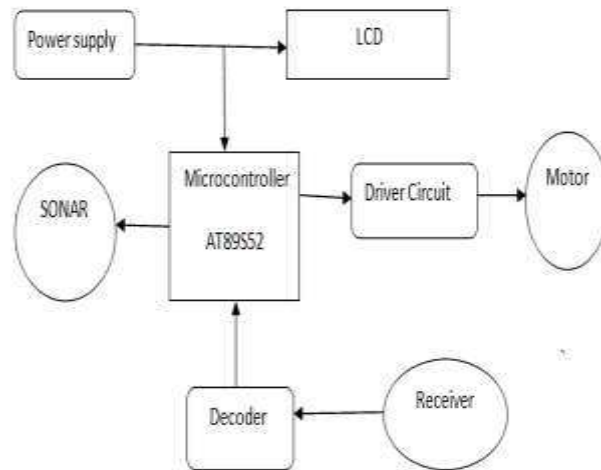 Power supply
LCD
Microcontroller
AT89S52
SONAR
Driver Circuit
Motor
Decoder
Receiver